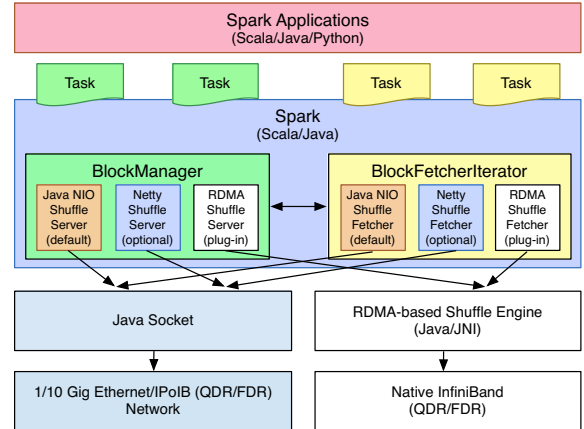 Spark Applications
(Scala/Java/Python)
Task
Task
Task
Task
Spark
(Scala/Java)
BlockManager
Java NIO
Shuffle
Server
(default)
Netty
Shuffle
Server
(optional)
RDMA
Shuffle
Server
(plug-in)
BlockFetcherIterator
Java NIO
Shuffle
Fetcher
(default)
Netty
Shuffle
Fetcher
(optional)
RDMA
Shuffle
Fetcher
(plug-in)
Java Socket
RDMA-based Shuffle Engine
(Java/JNI)
1/10 Gig Ethernet/IPoIB (QDR/FDR)
Network
Native InfiniBand
(QDR/FDR)